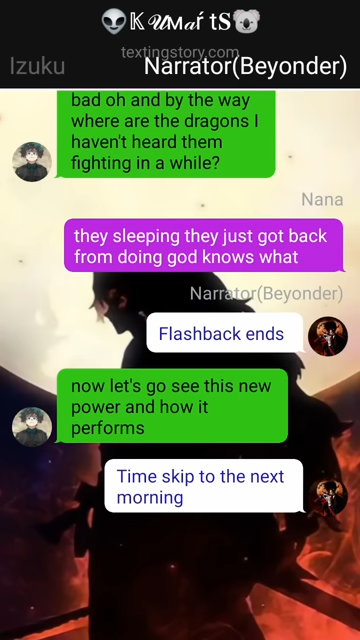 👽𝕂 𝓤мαŕ tS🐨
textingstory.com
Izuku
Narrator(Beyonder)
bad oh and by the way
where are the dragons I
haven't heard them
fighting in a while?
Nana
they sleeping they just got back
from doing god knows what
Narrator(Beyonder)
Flashback ends
now let's go see this new
power and how it
performs
Time skip to the next
morning